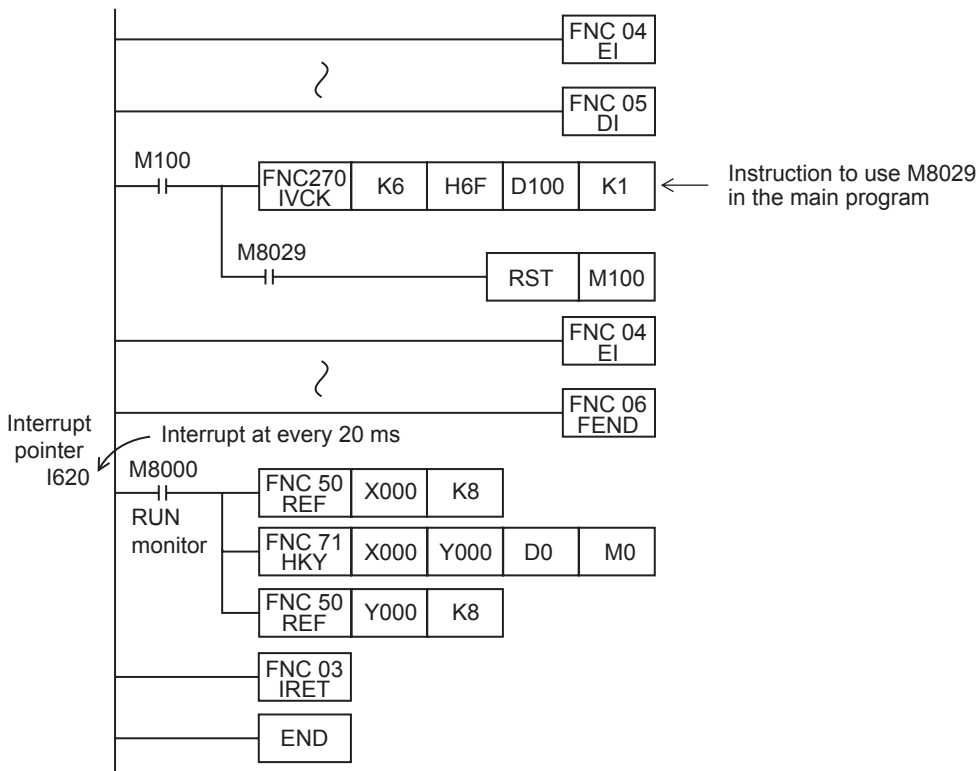 FNC 04
EI
FNC 05
DI
M100
FNC270
IVCK
K6
H6F
D100
K1
Instruction to use M8029
in the main program
M8029
RST
M100
FNC 04
EI
FNC 06
FEND
Interrupt
pointer
I620
Interrupt at every 20 ms
M8000
RUN
monitor
FNC 50
REF
X000
K8
FNC 71
HKY
X000
Y000
D0
M0
FNC 50
REF
Y000
K8
FNC 03
IRET
END